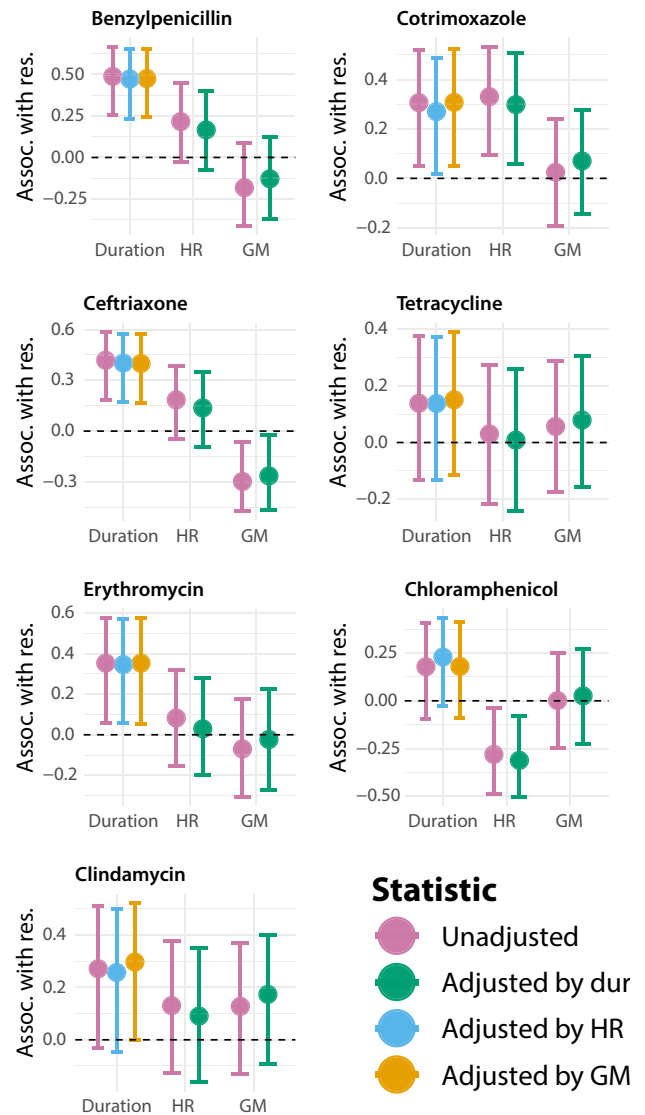 Benzylpenicillin
Assoc. with res.
0.50
0.25
0.00
−0.25
Duration HR GM
Cotrimoxazole
Assoc. with res.
0.4
0.2
0.0
−0.2
Duration HR GM
Ceftriaxone
Assoc. with res.
0.6
0.3
0.0
−0.3
Duration HR GM
Tetracycline
Assoc. with res.
0.4
0.2
0.0
−0.2
Duration HR GM
Erythromycin
Assoc. with res.
0.6
0.4
0.2
0.0
−0.2
Duration HR GM
Chloramphenicol
Assoc. with res.
0.25
0.00
−0.25
−0.50
Duration HR GM
Clindamycin
Assoc. with res.
0.4
0.2
0.0
Duration HR GM
Statistic
Unadjusted
Adjusted by dur
Adjusted by HR
Adjusted by GM